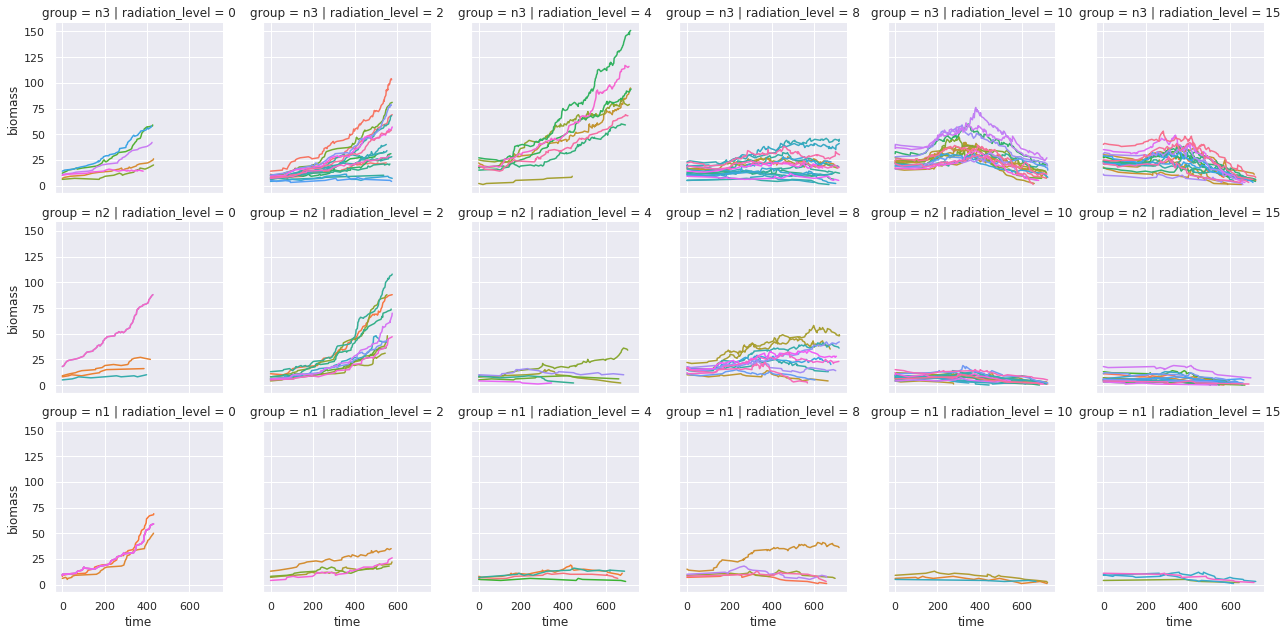 group = n3 | radiation_level = 0 group = n3 | radiation_level = 2 group = n3 | radiation_level = 4 group = n3 | radiation_level = 8 group = n3 | radiation_level = 10 group = n3 | radiation_level = 15
150
125
100
75
50
25
0
biomass
group = n2 | radiation_level = 0 group = n2 | radiation_level = 2 group = n2 | radiation_level = 4 group = n2 | radiation_level = 8 group = n2 | radiation_level = 10 group = n2 | radiation_level = 15
150
125
100
75
50
25
0
biomass
group = n1 | radiation_level = 0 group = n1 | radiation_level = 2 group = n1 | radiation_level = 4 group = n1 | radiation_level = 8 group = n1 | radiation_level = 10 group = n1 | radiation_level = 15
150
125
100
75
50
25
0
biomass
0 200 400 600 0 200 400 600 0 200 400 600 0 200 400 600 0 200 400 600 0 200 400 600
time time time time time time